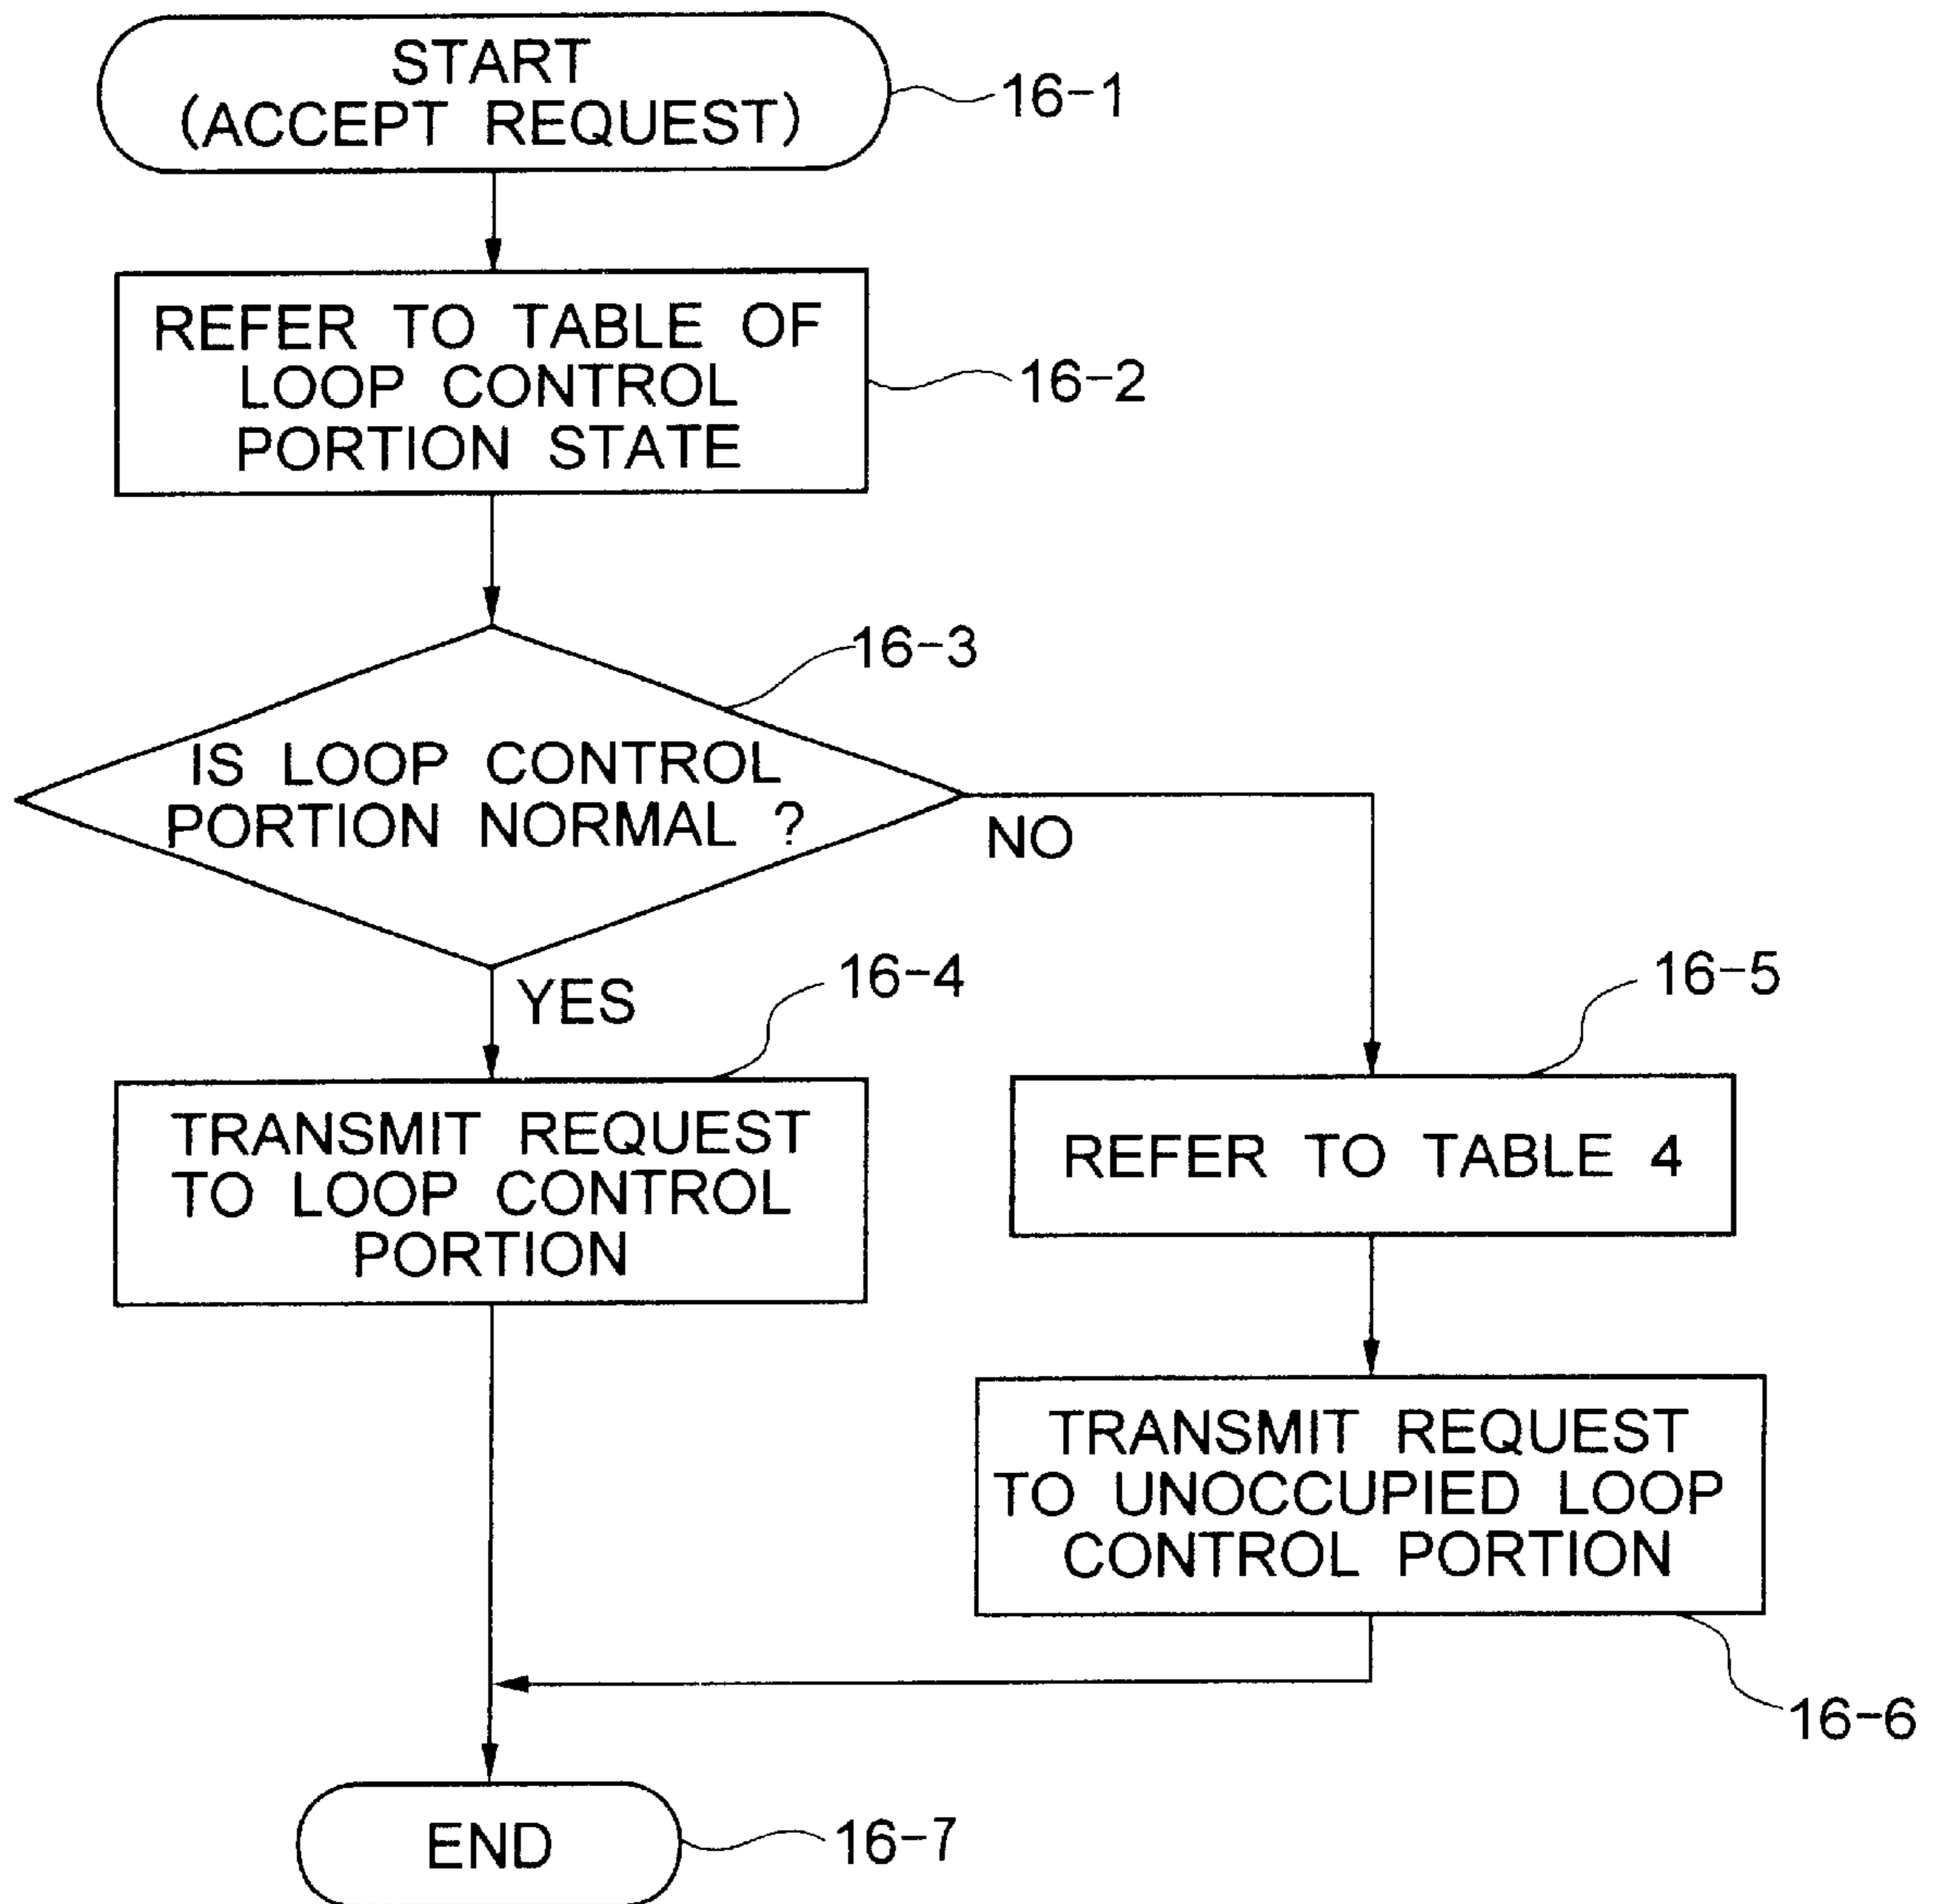 START
(ACCEPT REQUEST)
16-1
REFER TO TABLE OF
LOOP CONTROL
PORTION STATE
16-2
16-3
IS LOOP CONTROL
PORTION NORMAL ?
NO
YES
16-4
16-5
TRANSMIT REQUEST
TO LOOP CONTROL
PORTION
REFER TO TABLE 4
TRANSMIT REQUEST
TO UNOCCUPIED LOOP
CONTROL PORTION
16-6
END
16-7